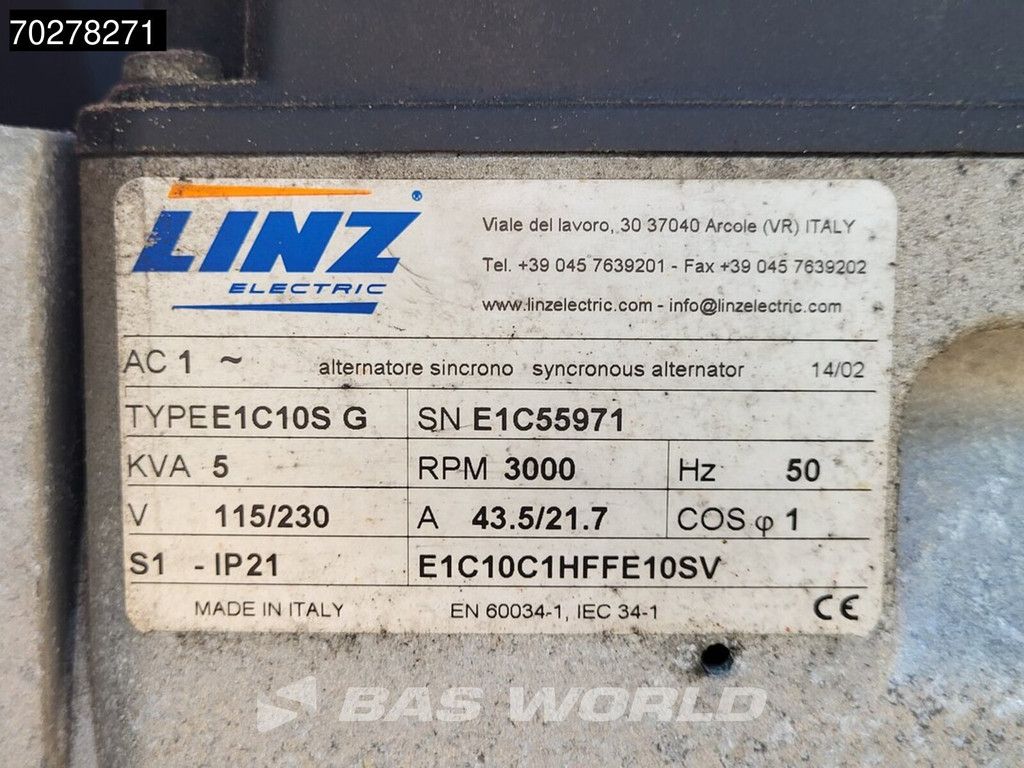 70278271
LINZ®
ELECTRIC
Viale del lavoro, 30 37040 Arcole (VR) ITALY
Tel. +39 045 7639201 - Fax +39 045 7639202
www.linzelectric.com - info@linzelectric.com
AC 1 ~ alternatore sincrono syncronous alternator 14/02
TYPE E1C10S G SN E1C55971
KVA 5 RPM 3000 Hz 50
V 115/230 A 43.5/21.7 COS φ 1
S1 - IP21 E1C10C1HFFE10SV
MADE IN ITALY EN 60034-1, IEC 34-1 CE
BAS WORLD